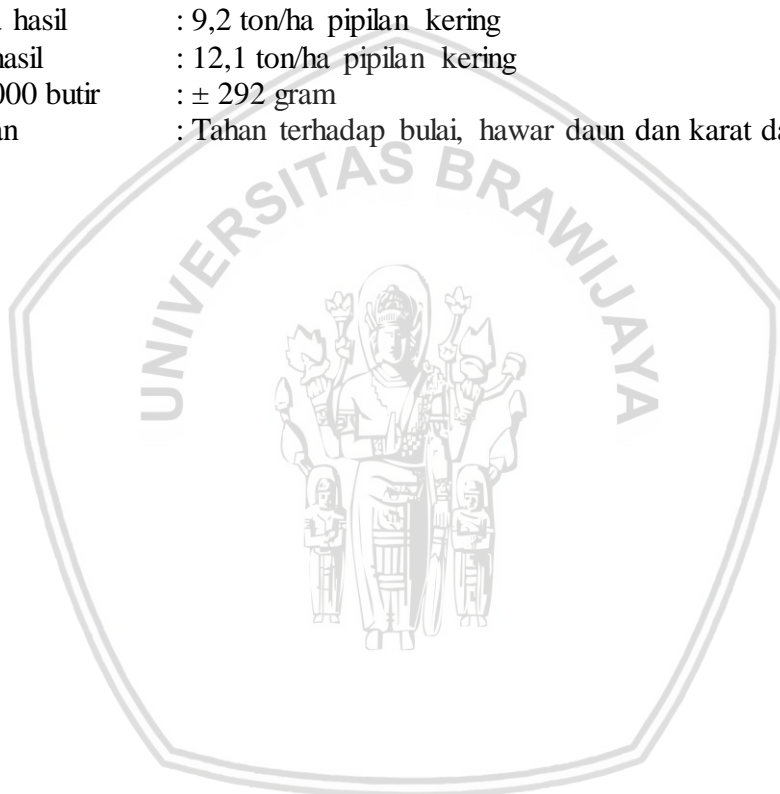 hasil : 9,2 ton/ha pipilan kering
hasil : 12,1 ton/ha pipilan kering
000 butir : ± 292 gram
an : Tahan terhadap bulai, hawar daun dan karat da
UNIVERSITAS BRAWIJAYA